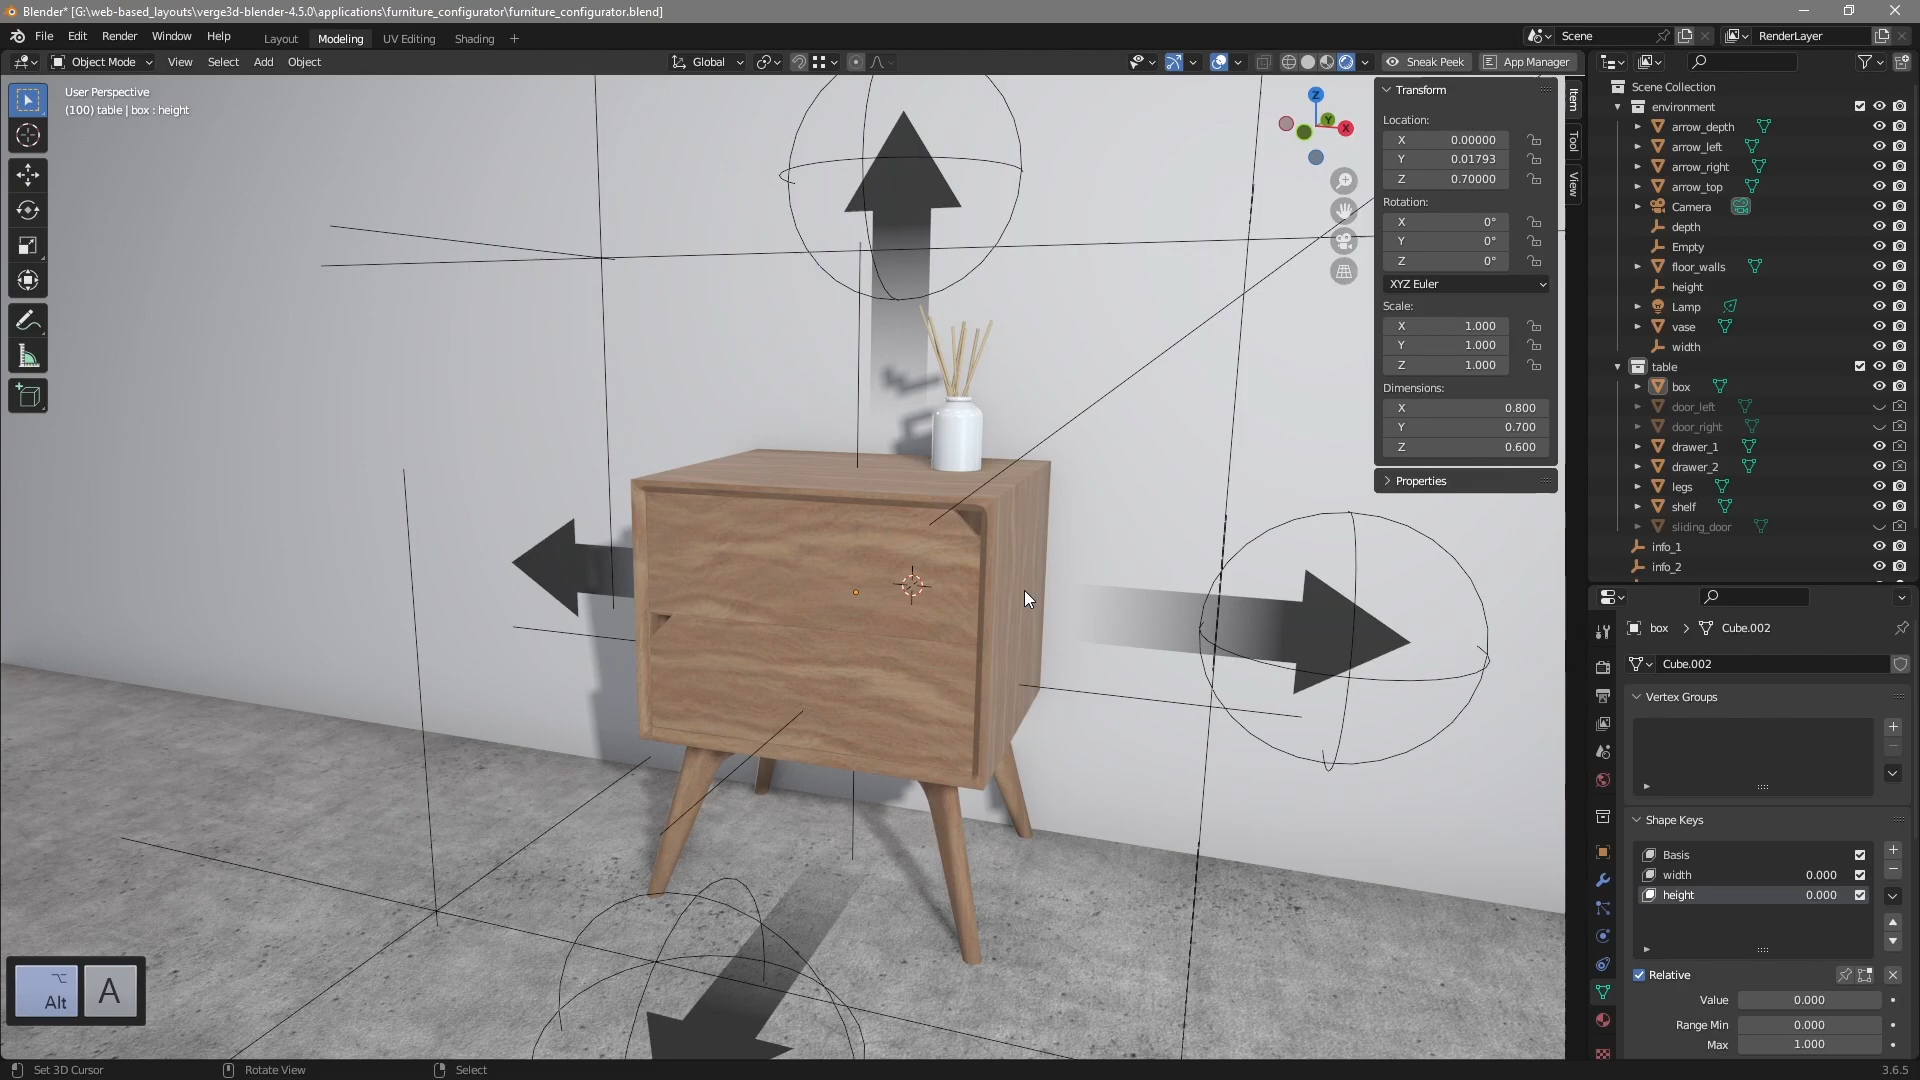 Blender* [G:\web-based_layouts\verge3d-blender-4.5.0\applications\furniture_configurator\furniture_configurator.blend]
File Edit Render Window Help
Layout Modeling UV Editing Shading +
Scene RenderLayer
Object Mode View Select Add Object
Global
Sneak Peek App Manager
User Perspective
(100) table | box : height
Z
Y
X
Item
Tool
View
Transform
Location:
X 0.00000
Y 0.01793
Z 0.70000
Rotation:
X 0°
Y 0°
Z 0°
XYZ Euler
Scale:
X 1.000
Y 1.000
Z 1.000
Dimensions:
X 0.800
Y 0.700
Z 0.600
Properties
Scene Collection
environment
arrow_depth
arrow_left
arrow_right
arrow_top
Camera
depth
Empty
floor_walls
height
Lamp
vase
width
table
box
door_left
door_right
drawer_1
drawer_2
legs
shelf
sliding_door
info_1
info_2
box > Cube.002
Cube.002
Vertex Groups
Shape Keys
Basis
width 0.000
height 0.000
Relative
Value 0.000
Range Min 0.000
Max 1.000
Alt A
Set 3D Cursor Rotate View Select
3.6.5